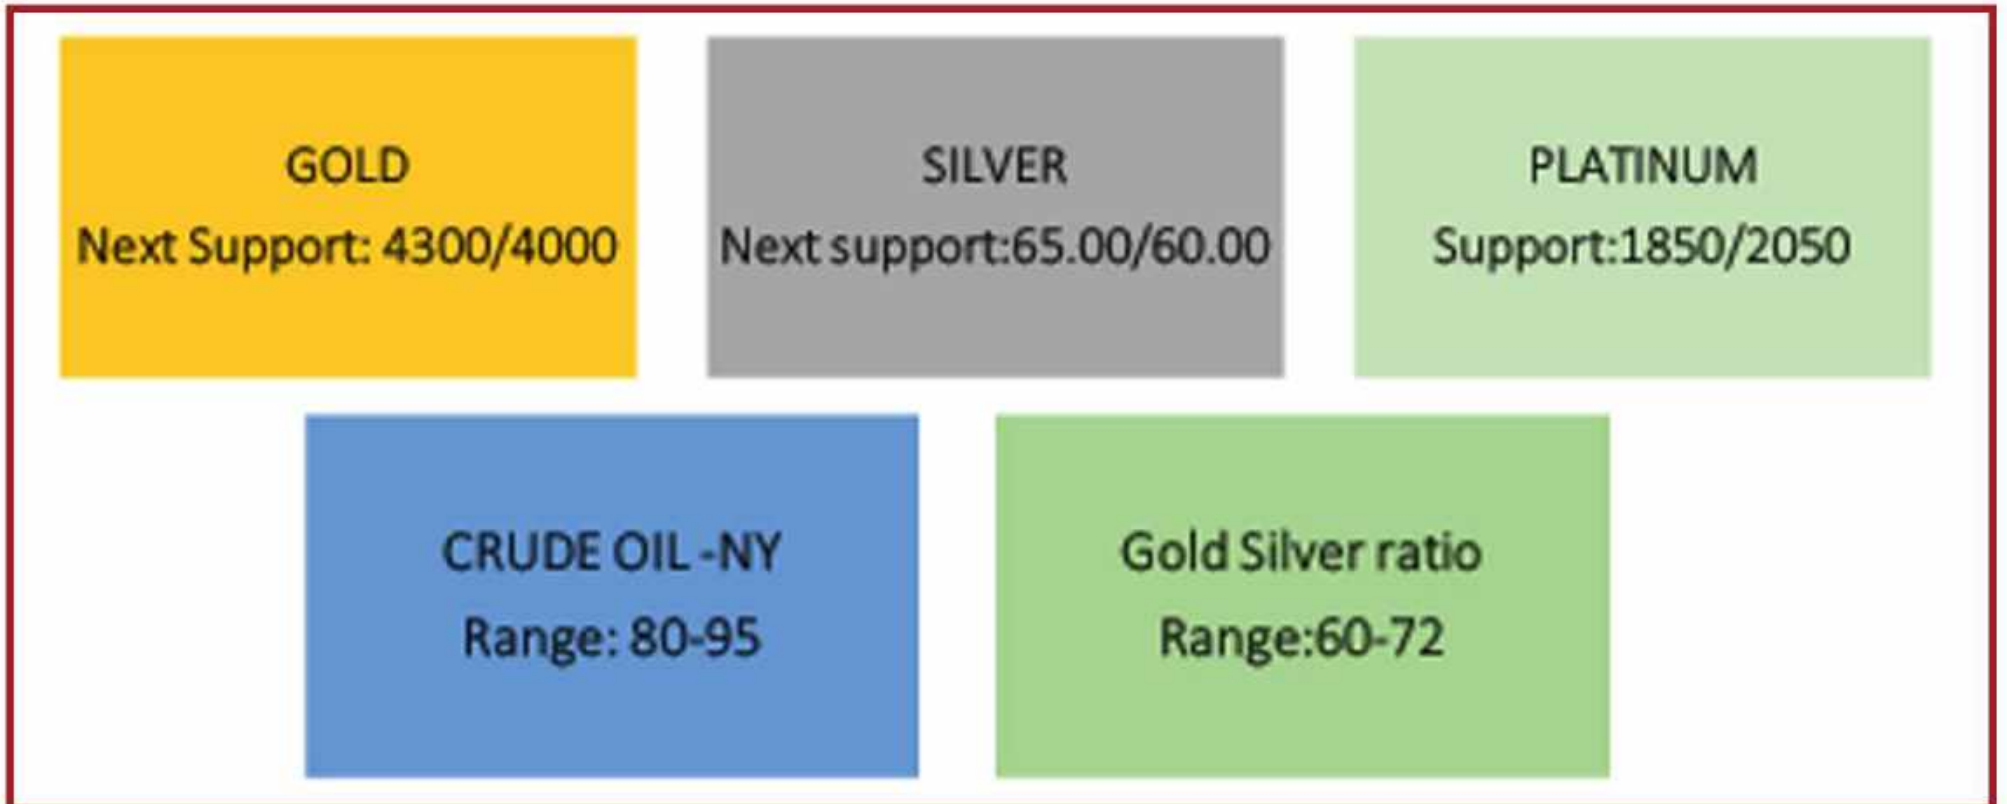 GOLD
Next Support: 4300/4000
SILVER
Next support:65.00/60.00
PLATINUM
Support:1850/2050
CRUDE OIL -NY
Range: 80-95
Gold Silver ratio
Range:60-72